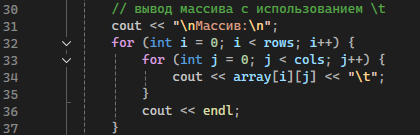 30 // вывод массива с использованием \t
31 cout << "\nМассив:\n";
32 for (int i = 0; i < rows; i++) {
33 for (int j = 0; j < cols; j++) {
34 cout << array[i][j] << "\t";
35 }
36 cout << endl;
37 }